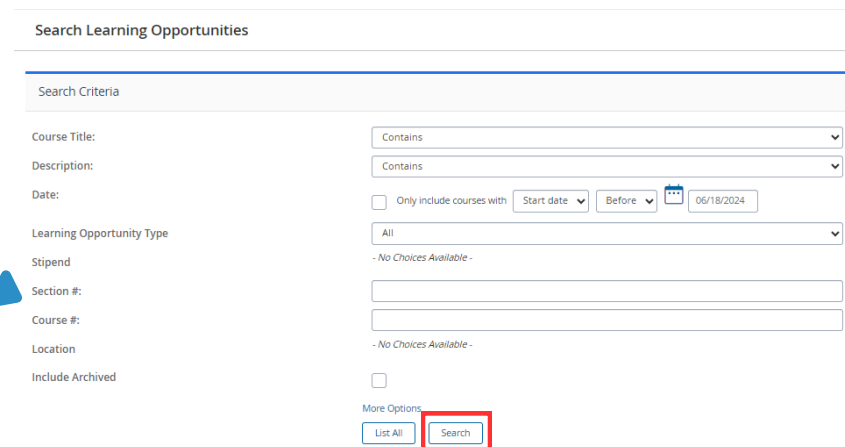 Search Learning Opportunities
Search Criteria
Course Title: Contains
Description: Contains
Date: Only include courses with Start date Before 06/18/2024
Learning Opportunity Type All
Stipend - No Choices Available -
Section #:
Course #:
Location - No Choices Available -
Include Archived
More Options
List All Search